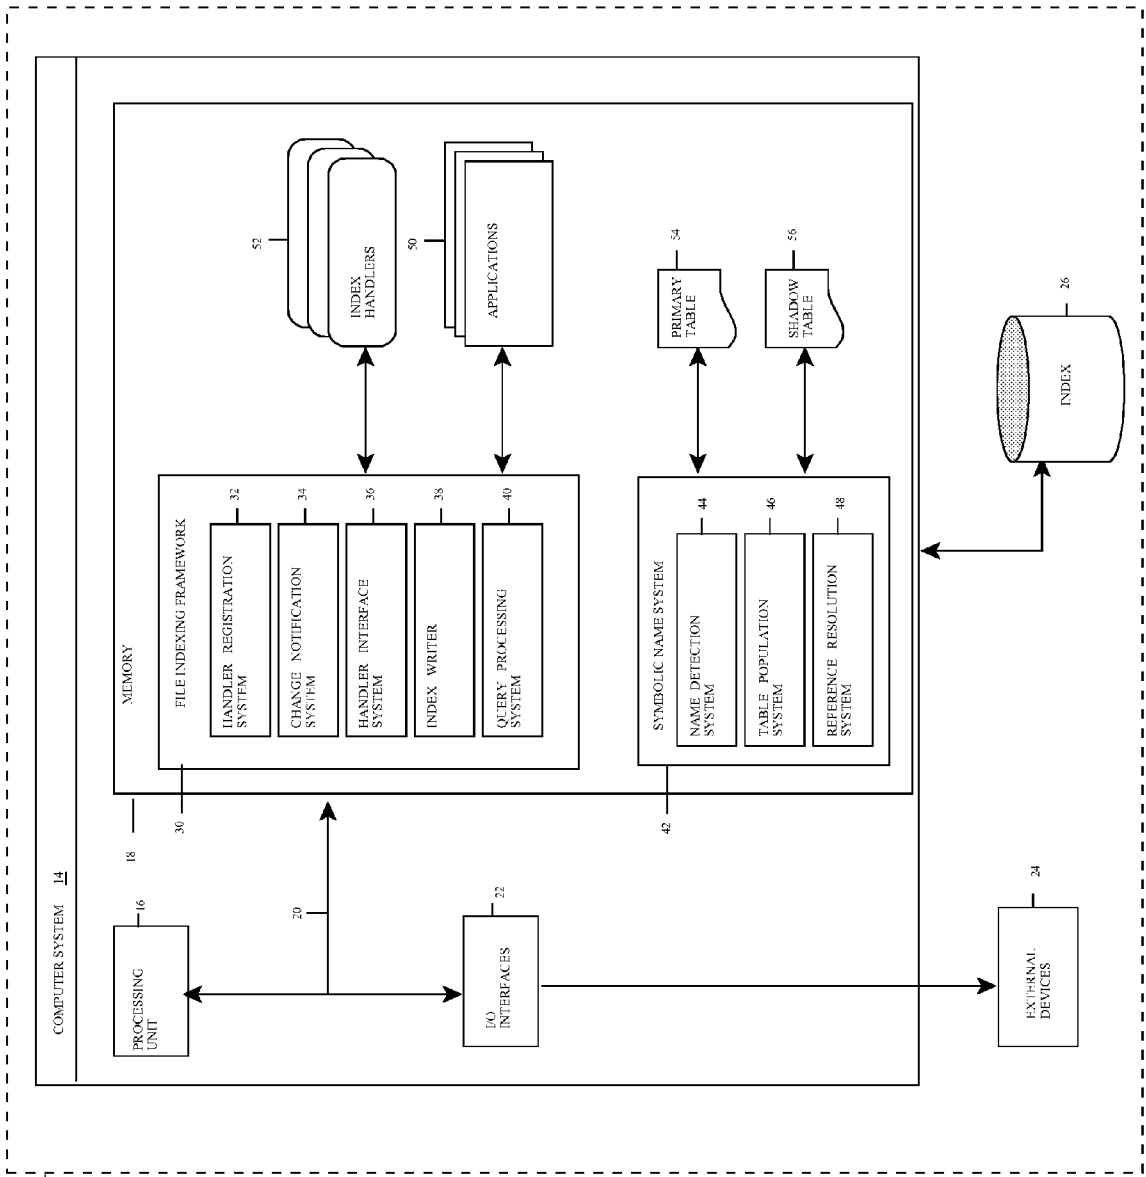 COMPUTER SYSTEM 14
PROCESSING
UNIT
16
18
20
I/O
INTERFACES
22
EXTERNAL
DEVICES
24
MEMORY
30
FILE INDEXING FRAMEWORK
HANDLER REGISTRATION
SYSTEM
32
CHANGE NOTIFICATION
SYSTEM
34
HANDLER INTERFACE
SYSTEM
36
INDEX WRITER
38
QUERY PROCESSING
SYSTEM
40
42
SYMBOLIC NAME SYSTEM
NAME DETECTION
SYSTEM
44
TABLE POPULATION
SYSTEM
46
REFERENCE RESOLUTION
SYSTEM
48
52
INDEX
HANDLERS
50
APPLICATIONS
PRIMARY
TABLE
54
SHADOW
TABLE
56
INDEX
26